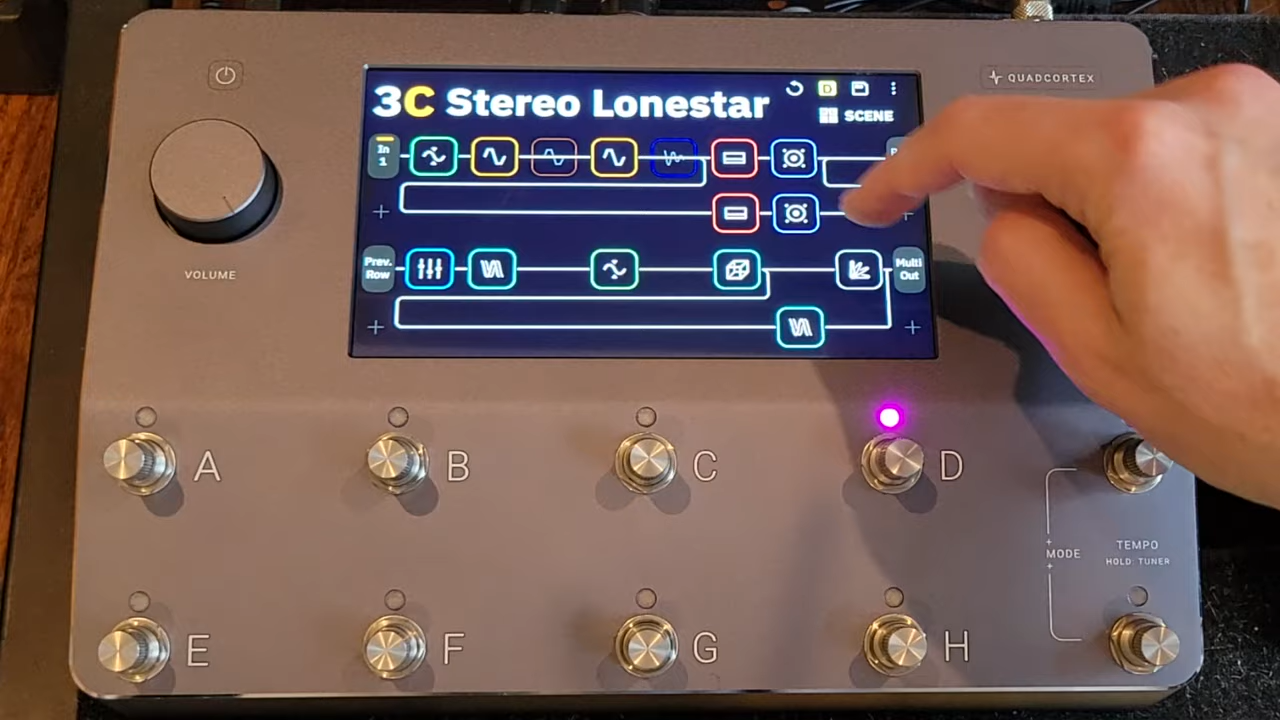 QUADCORTEX
3C Stereo Lonestar
D
SCENE
In
1
Prev.
Row
Multi
Out
VOLUME
A
B
C
D
MODE
TEMPO
HOLD: TUNER
E
F
G
H